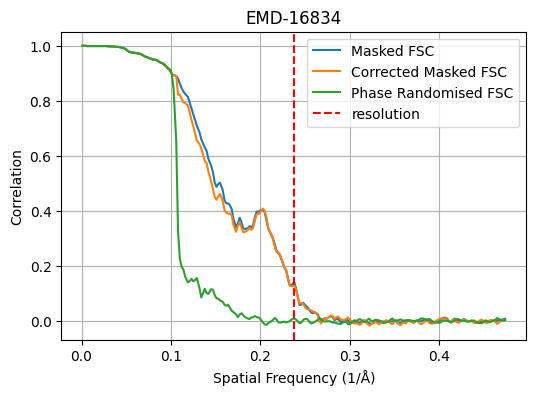 EMD-16834
Masked FSC
Corrected Masked FSC
Phase Randomised FSC
resolution
1.0
0.8
0.6
0.4
0.2
0.0
Correlation
0.0 0.1 0.2 0.3 0.4
Spatial Frequency (1/Å)